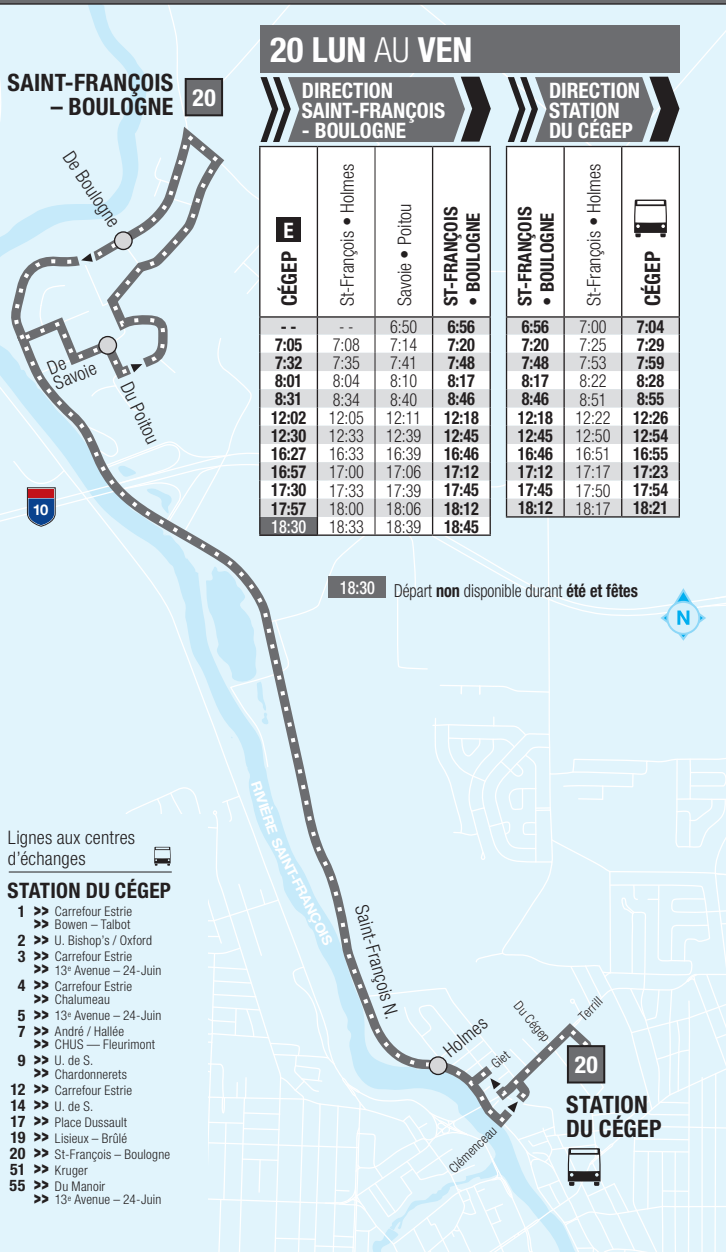 20 LUN AU VEN
SAINT-FRANÇOIS
– BOULOGNE
20
DIRECTION
SAINT-FRANÇOIS
- BOULOGNE
DIRECTION
STATION
DU CÉGEP
E
CÉGEP
St-François • Holmes
Savoie • Poitou
ST-FRANÇOIS
• BOULOGNE
ST-FRANÇOIS
• BOULOGNE
St-François • Holmes
CÉGEP
- - - - 6:50 6:56 6:56 7:00 7:04
7:05 7:08 7:14 7:20 7:20 7:25 7:29
7:32 7:35 7:41 7:48 7:48 7:53 7:59
8:01 8:04 8:10 8:17 8:17 8:22 8:28
8:31 8:34 8:40 8:46 8:46 8:51 8:55
12:02 12:05 12:11 12:18 12:18 12:22 12:26
12:30 12:33 12:39 12:45 12:45 12:50 12:54
16:27 16:33 16:39 16:46 16:46 16:51 16:55
16:57 17:00 17:06 17:12 17:12 17:17 17:23
17:30 17:33 17:39 17:45 17:45 17:50 17:54
17:57 18:00 18:06 18:12 18:12 18:17 18:21
18:30 18:33 18:39 18:45
18:30 Départ non disponible durant été et fêtes
N
De Boulogne
De
Savoie
Du Poitou
10
RIVIÈRE SAINT-FRANÇOIS
Saint-François N.
Holmes
Giet
Du Cégep
Terrill
Clémenceau
20
STATION
DU CÉGEP
Lignes aux centres
d'échanges
STATION DU CÉGEP
1 >> Carrefour Estrie
>> Bowen – Talbot
2 >> U. Bishop's / Oxford
3 >> Carrefour Estrie
>> 13e Avenue – 24-Juin
4 >> Carrefour Estrie
>> Chalumeau
5 >> 13e Avenue – 24-Juin
7 >> André / Hallée
>> CHUS — Fleurimont
9 >> U. de S.
>> Chardonnerets
12 >> Carrefour Estrie
14 >> U. de S.
17 >> Place Dussault
19 >> Lisieux – Brûlé
20 >> St-François – Boulogne
51 >> Kruger
55 >> Du Manoir
>> 13e Avenue – 24-Juin